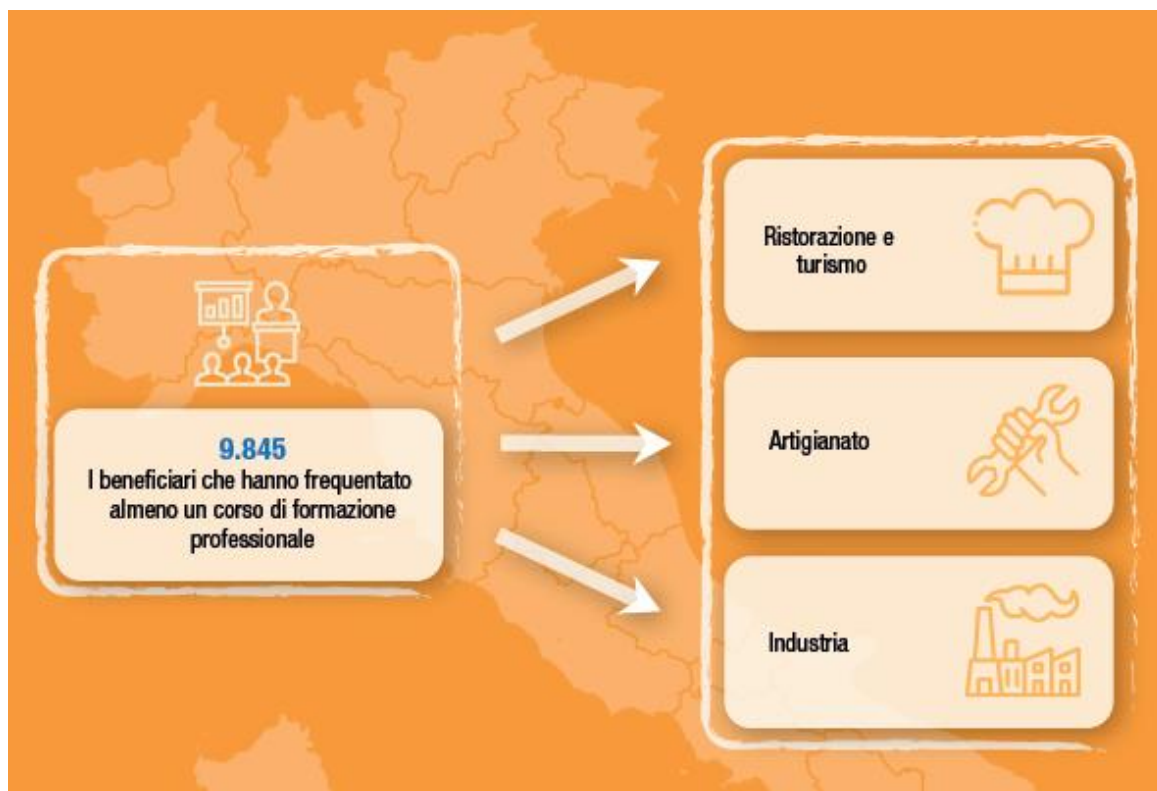 9.845
I beneficiari che hanno frequentato
almeno un corso di formazione
professionale
Ristorazione e
turismo
Artigianato
Industria